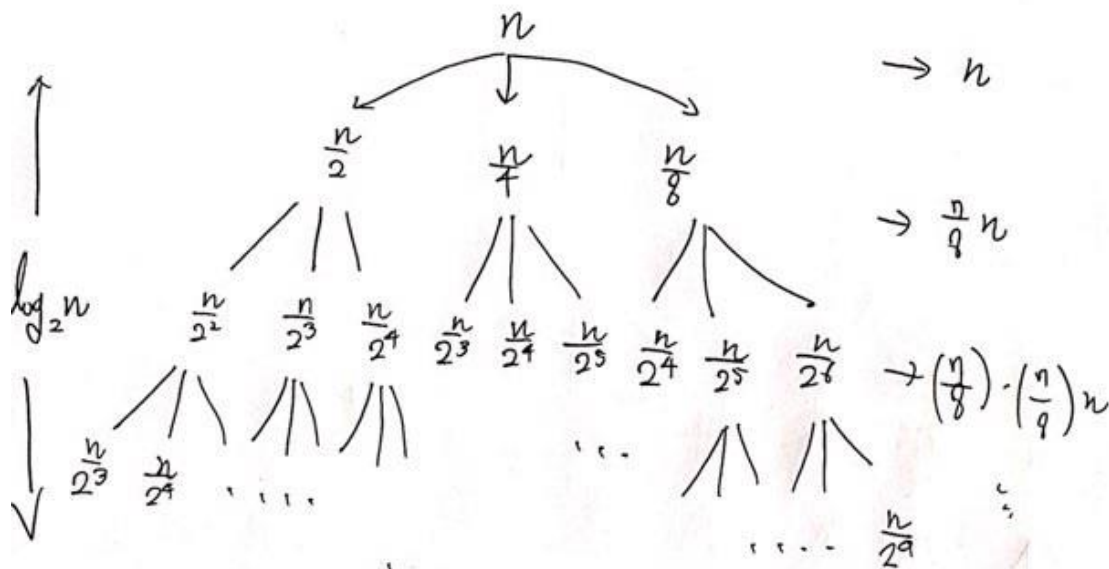 n → n
n/2 n/4 n/8 → 7/8 n
log₂n
n/2² n/2³ n/2⁴ n/2³ n/2⁴ n/2⁵ n/2⁴ n/2⁵ n/2⁶ → (7/8) · (7/8) n
n/2³ n/2⁴ .... ... 
.... n/2⁹